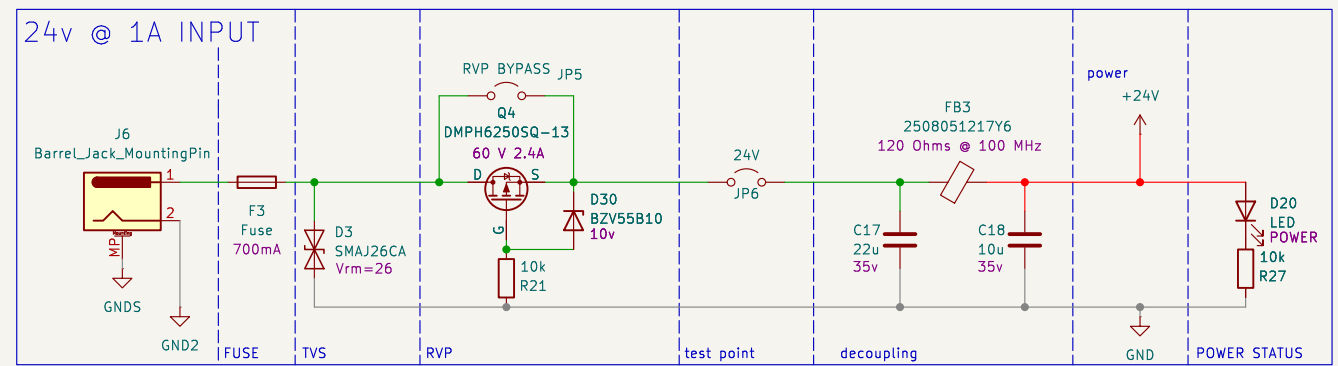 24v @ 1A INPUT
J6
Barrel_Jack_MountingPin
1
2
MP
GNDS
GND2
F3
Fuse
700mA
FUSE
D3
SMAJ26CA
Vrm=26
TVS
RVP BYPASS
JP5
Q4
DMPH6250SQ-13
60 V 2.4A
D
S
G
D30
BZV55B10
10v
10k
R21
RVP
24V
JP6
test point
FB3
2508051217Y6
120 Ohms @ 100 MHz
C17
22u
35v
C18
10u
35v
decoupling
power
+24V
GND
D20
LED
POWER
10k
R27
POWER STATUS